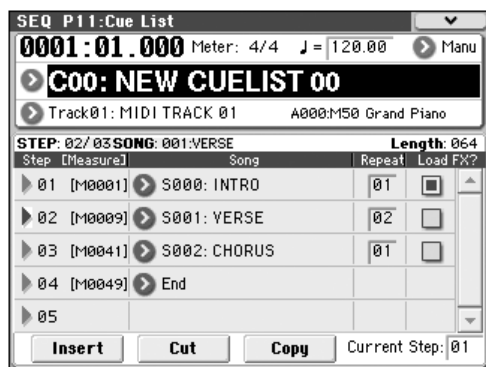 SEQ P11:Cue List
0001:01.000 Meter: 4/4 ♩=120.00 Manu
C00: NEW CUELIST 00
Track01: MIDI TRACK 01 A000:M50 Grand Piano
STEP: 02/03 SONG: 001:VERSE Length: 064
Step [Measure] Song Repeat Load FX?
01 [M0001] S000: INTRO 01
02 [M0009] S001: VERSE 02
03 [M0041] S002: CHORUS 01
04 [M0049] End
05
Insert Cut Copy Current Step: 01